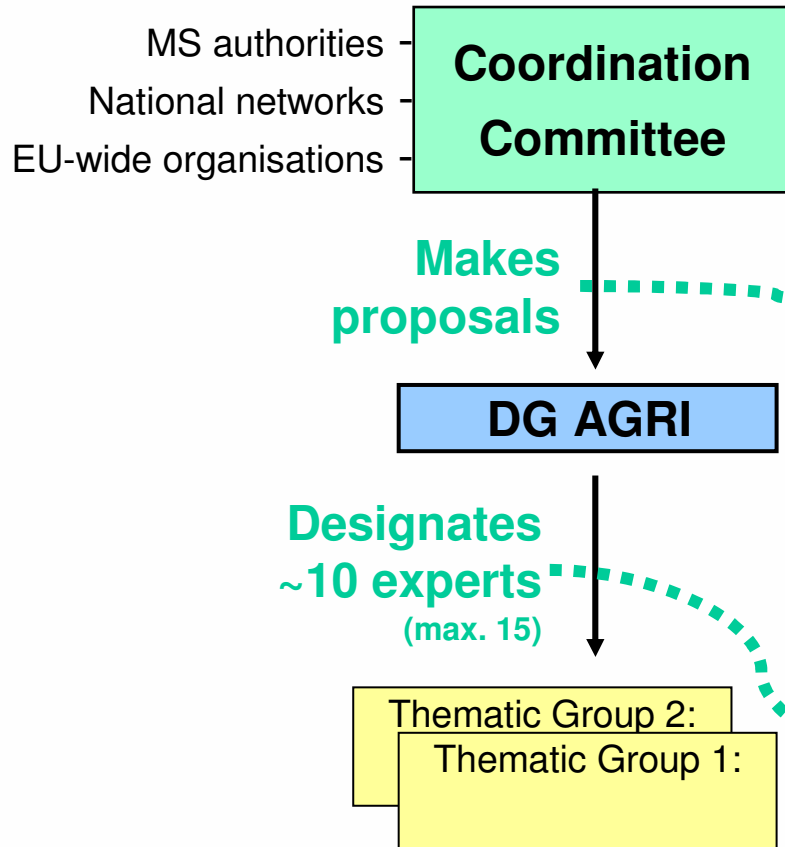 MS authorities -
National networks -
EU-wide organisations -
Coordination
Committee
Makes
proposals
DG AGRI
Designates
~10 experts
(max. 15)
Thematic Group 2:
Thematic Group 1: